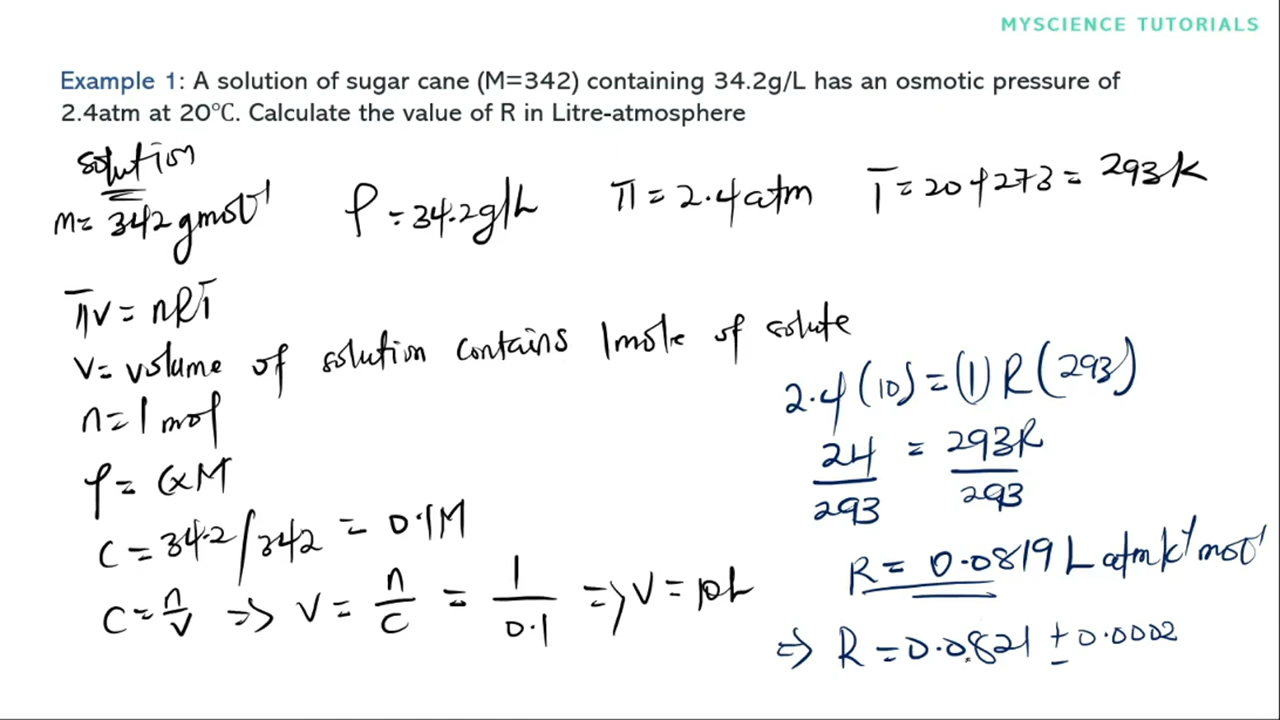 MYSCIENCE TUTORIALS
Example 1: A solution of sugar cane (M=342) containing 34.2g/L has an osmotic pressure of
2.4atm at 20°C. Calculate the value of R in Litre-atmosphere
solution
M= 342 gmol⁻¹ ρ = 34.2g/L Π = 2.4atm T = 20+273 = 293K
ΠV = nRT
V= volume of solution contains 1mole of solute
n=1 mol
ρ = C×M
C = 34.2/342 = 0.1M
C = n/V => V = n/C = 1/0.1 => V = 10L
2.4(10) = (1)R(293)
24/293 = 293R/293
R = 0.0819 L atm K⁻¹ mol⁻¹
=> R = 0.0821 ± 0.0002